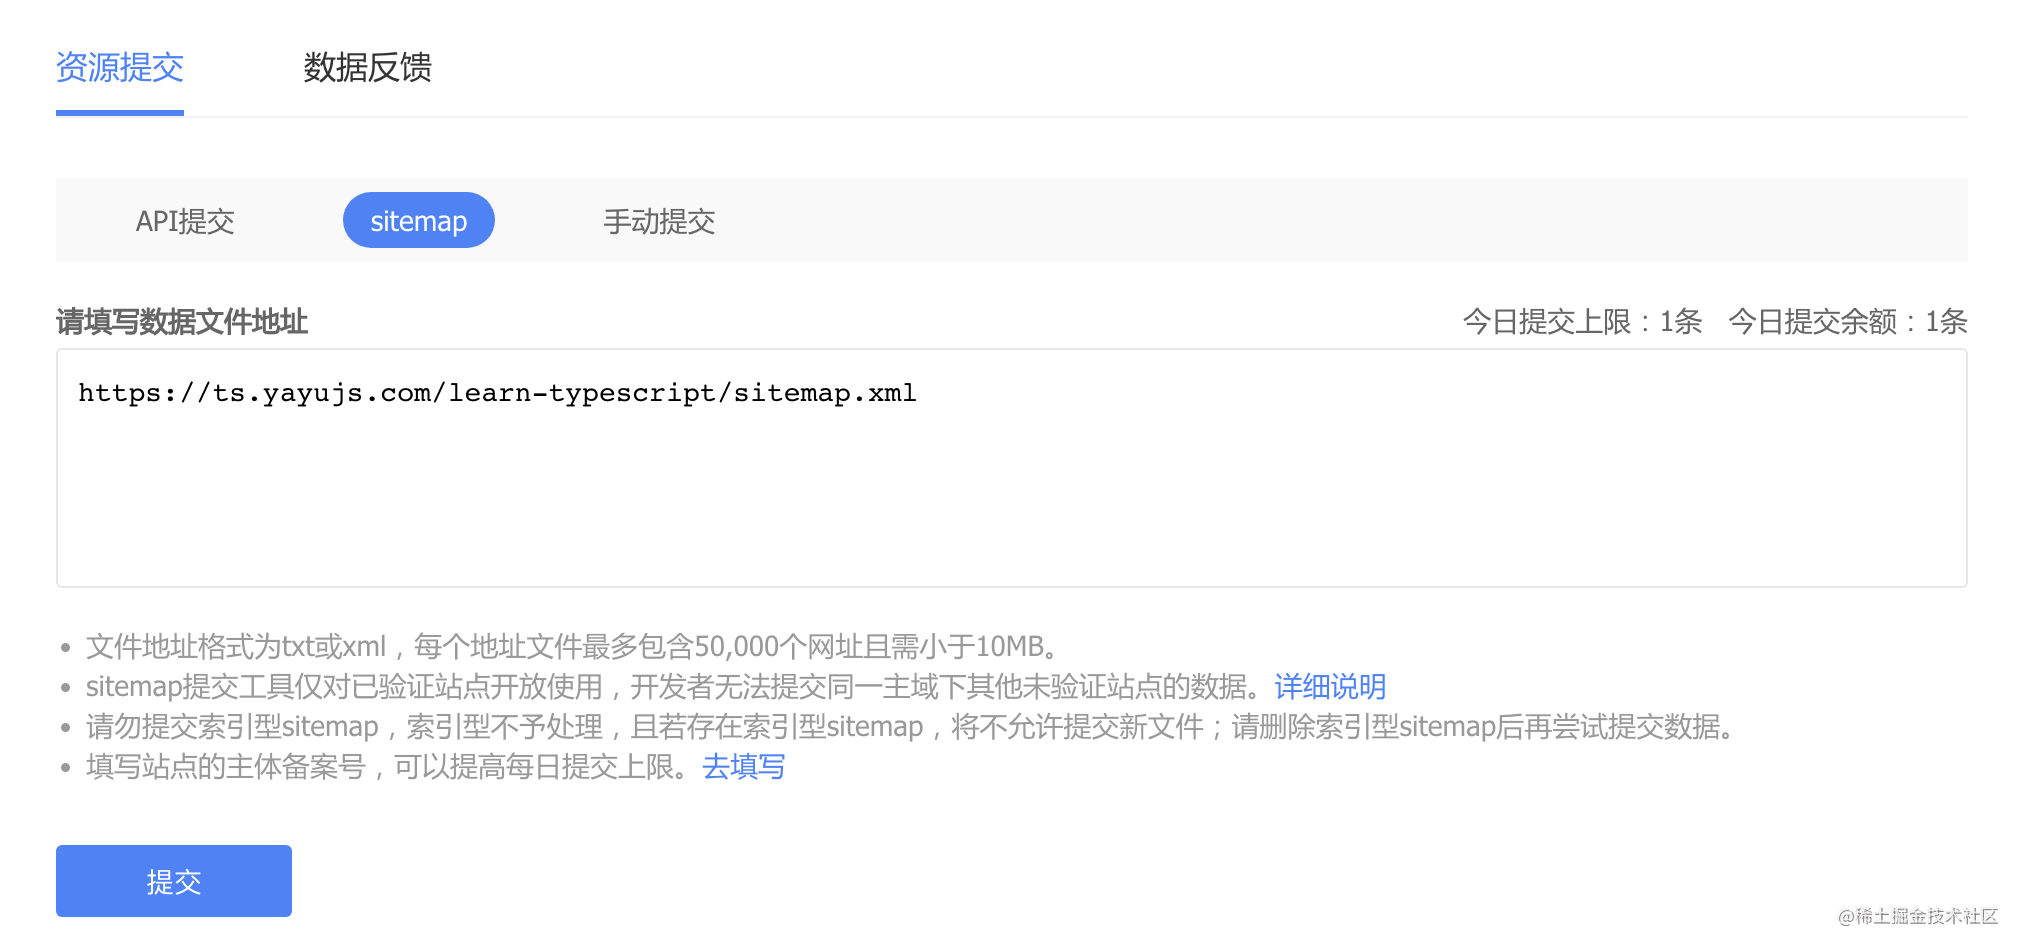 资源提交 数据反馈
API提交 sitemap 手动提交
请填写数据文件地址 今日提交上限：1条 今日提交余额：1条
https://ts.yayujs.com/learn-typescript/sitemap.xml
文件地址格式为txt或xml，每个地址文件最多包含50,000个网址且需小于10MB。
sitemap提交工具仅对已验证站点开放使用，开发者无法提交同一主域下其他未验证站点的数据。详细说明
请勿提交索引型sitemap，索引型不予处理，且若存在索引型sitemap，将不允许提交新文件；请删除索引型sitemap后再尝试提交数据。
填写站点的主体备案号，可以提高每日提交上限。去填写
提交
@稀土掘金技术社区